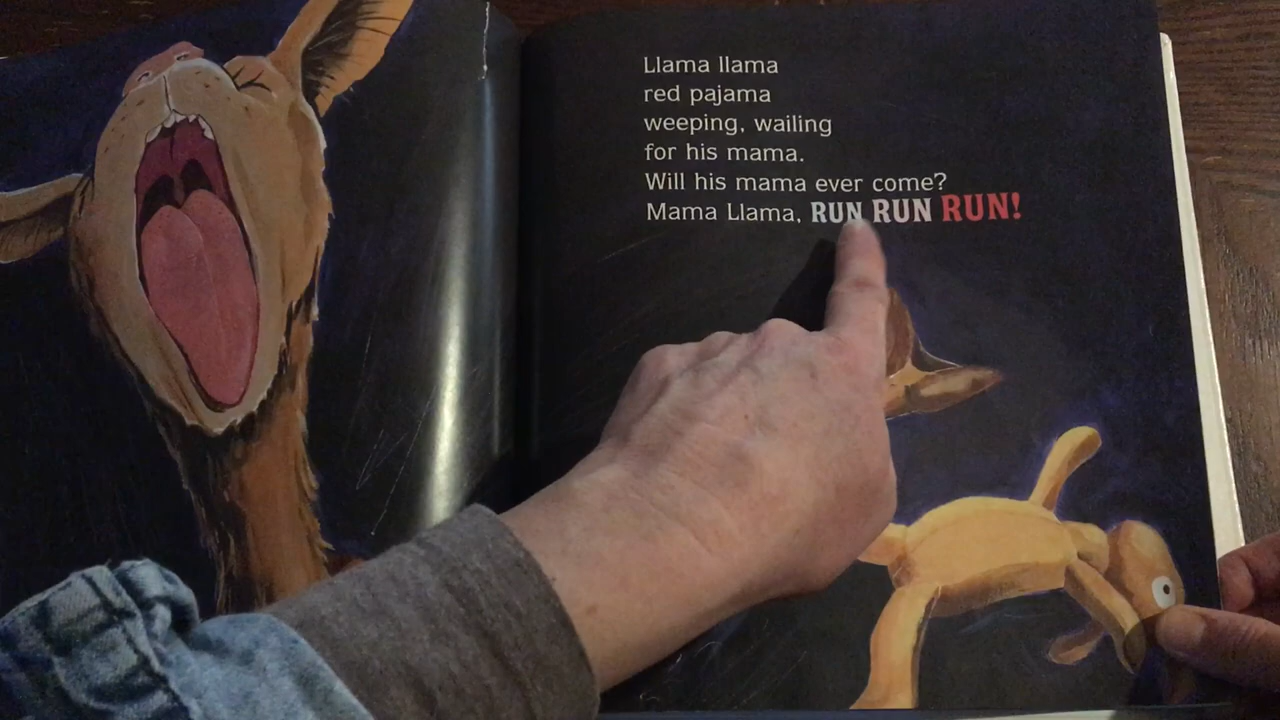 Llama llama
red pajama
weeping, wailing
for his mama.
Will his mama ever come?
Mama Llama, RUN RUN RUN!